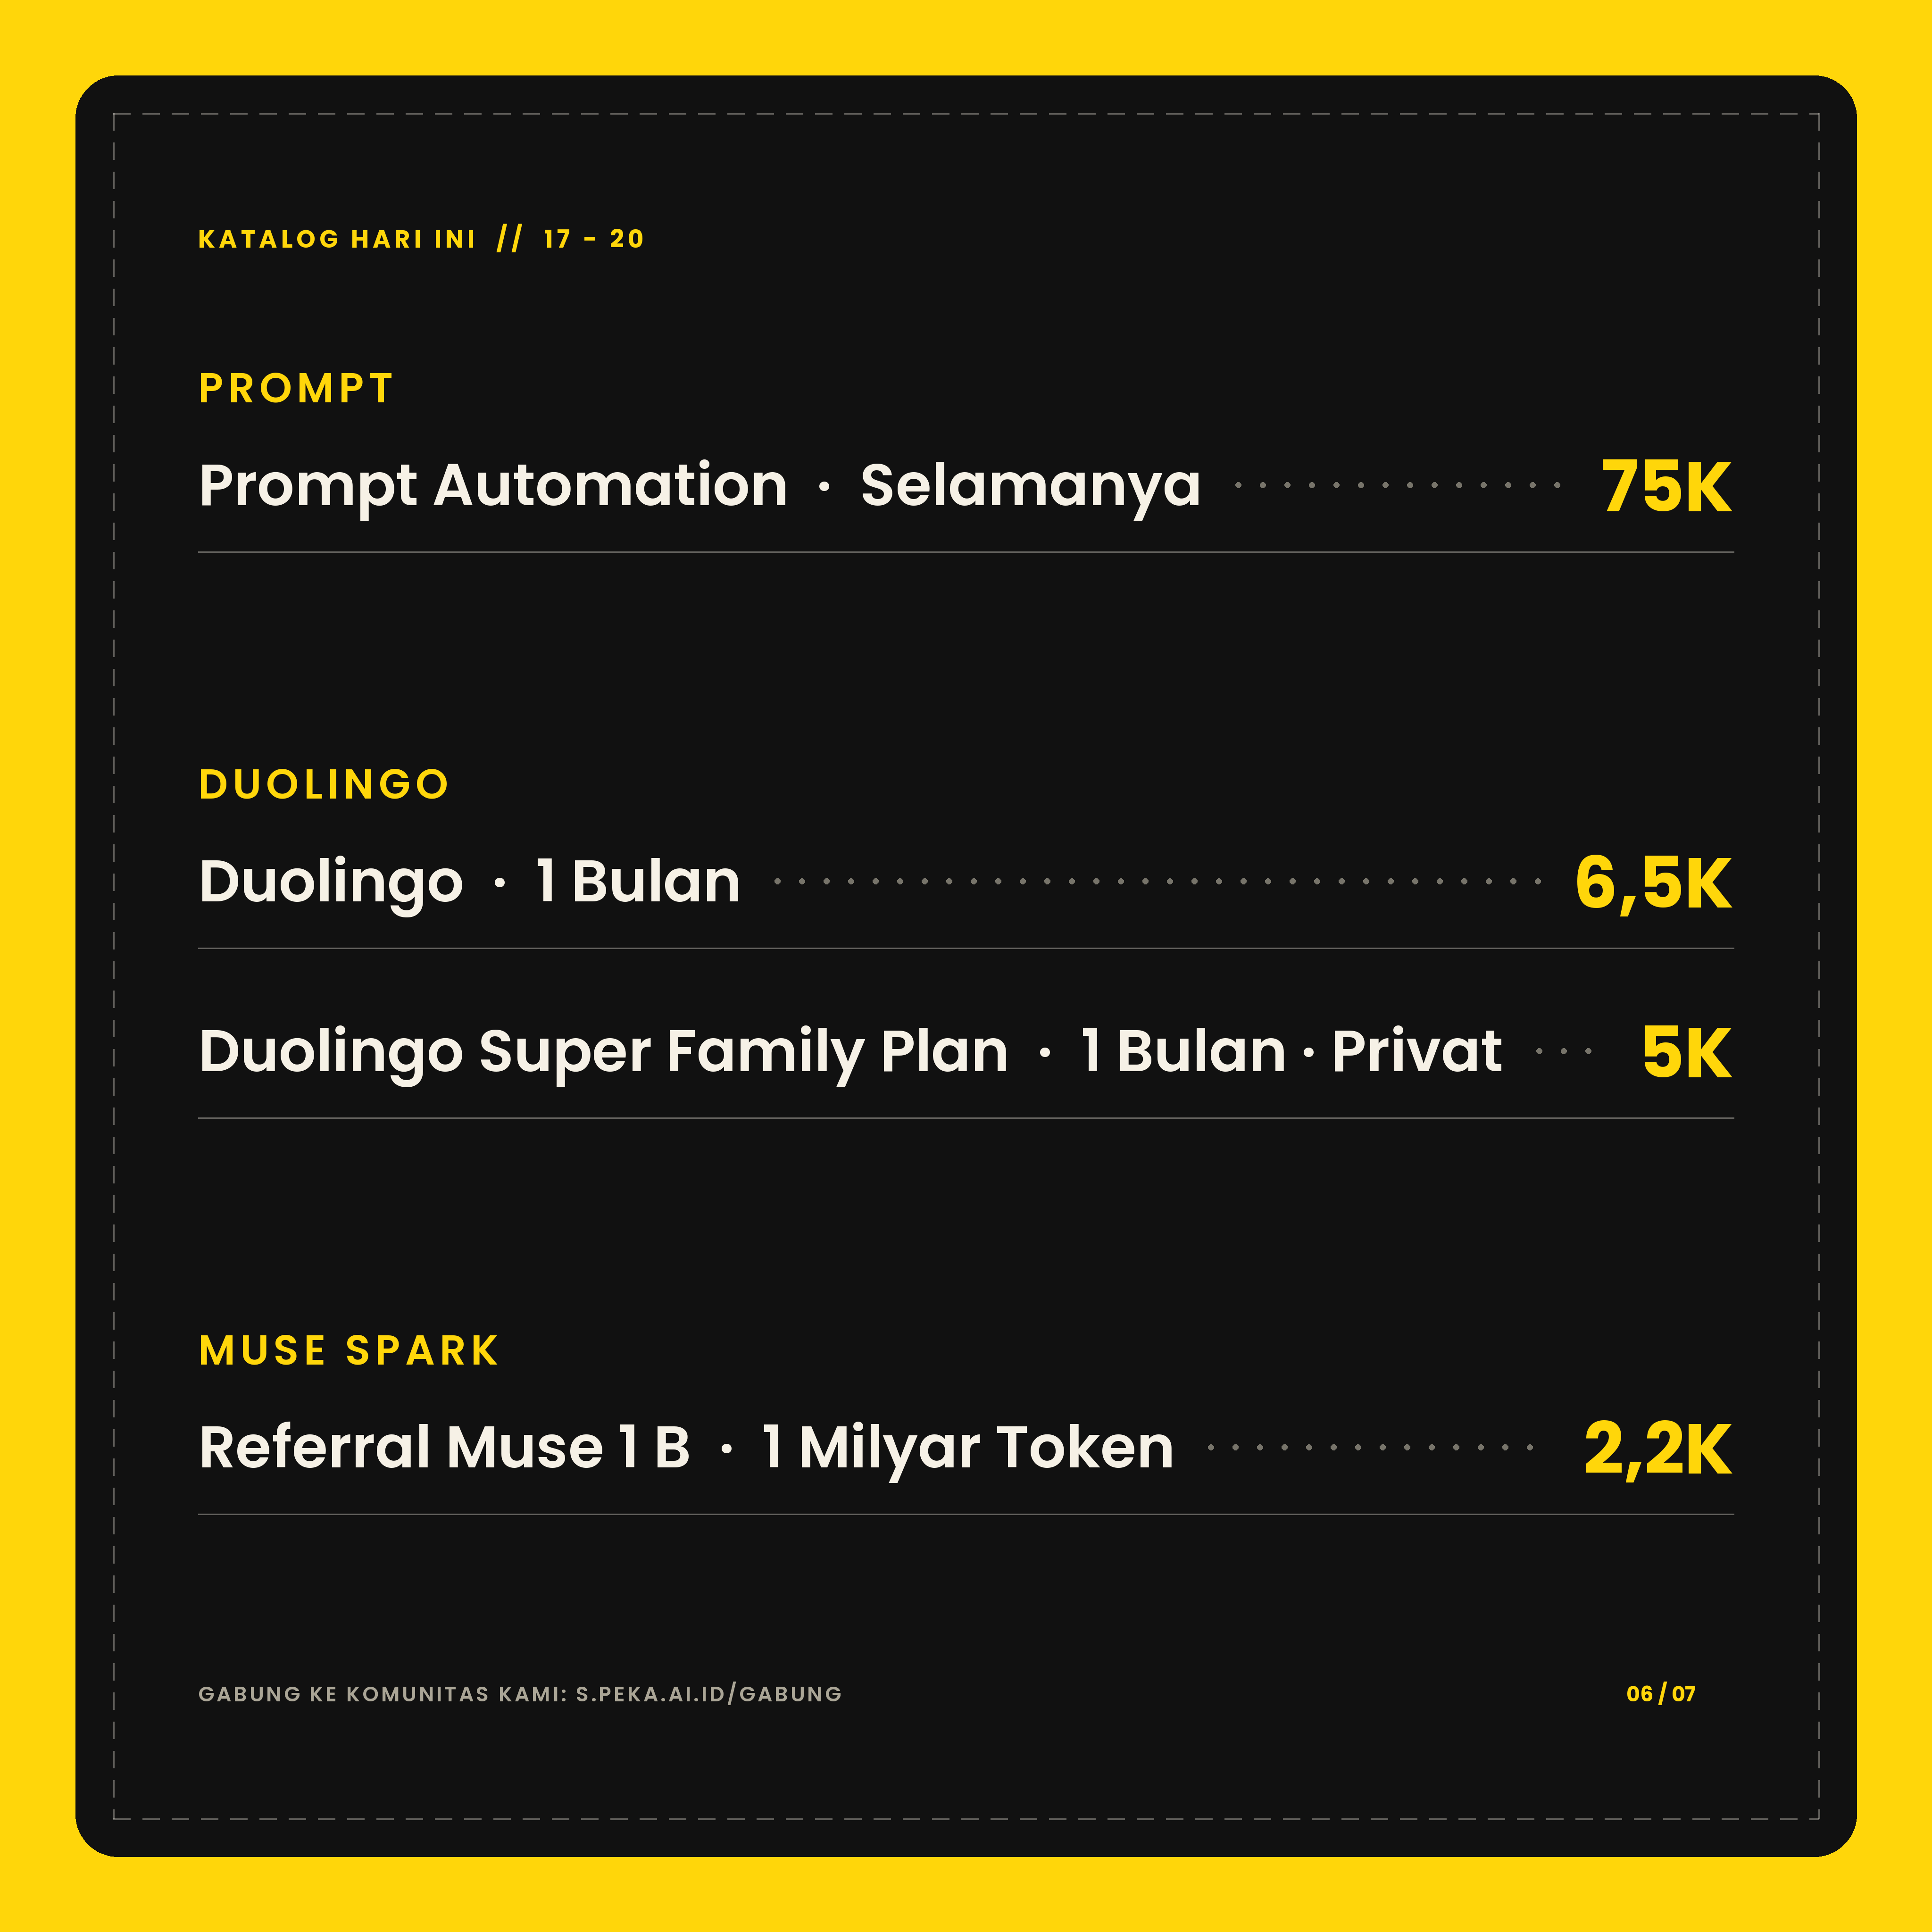 KATALOG HARI INI // 17 - 20
PROMPT
Prompt Automation · Selamanya 75K
DUOLINGO
Duolingo · 1 Bulan 6,5K
Duolingo Super Family Plan · 1 Bulan · Privat 5K
MUSE SPARK
Referral Muse 1 B · 1 Milyar Token 2,2K
GABUNG KE KOMUNITAS KAMI: S.PEKA.AI.ID/GABUNG 06 / 07